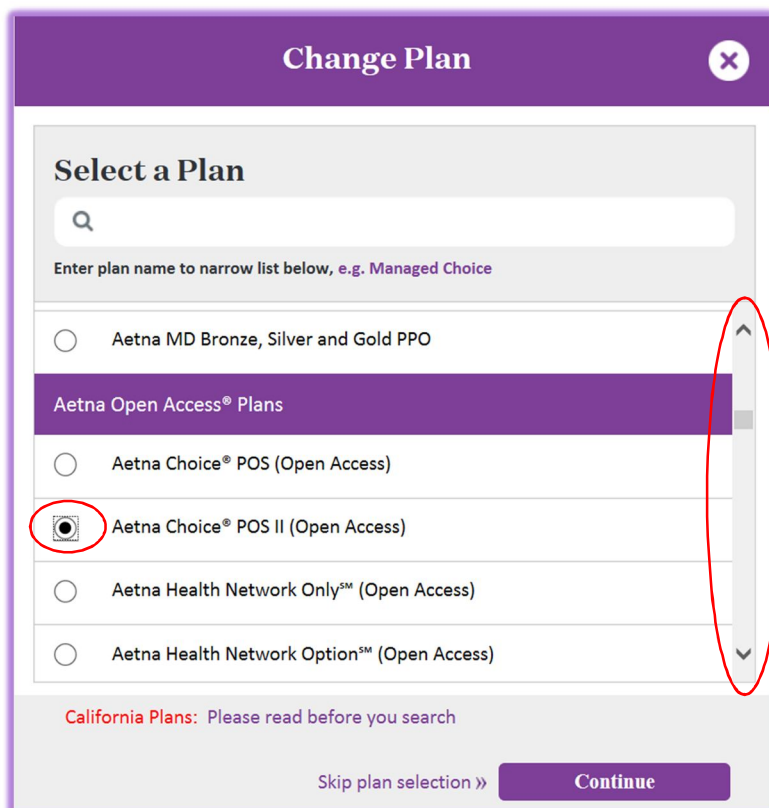 Change Plan
Select a Plan
Enter plan name to narrow list below, e.g. Managed Choice
Aetna MD Bronze, Silver and Gold PPO
Aetna Open Access® Plans
Aetna Choice® POS (Open Access)
Aetna Choice® POS II (Open Access)
Aetna Health Network Only℠ (Open Access)
Aetna Health Network Option℠ (Open Access)
California Plans: Please read before you search
Skip plan selection »
Continue